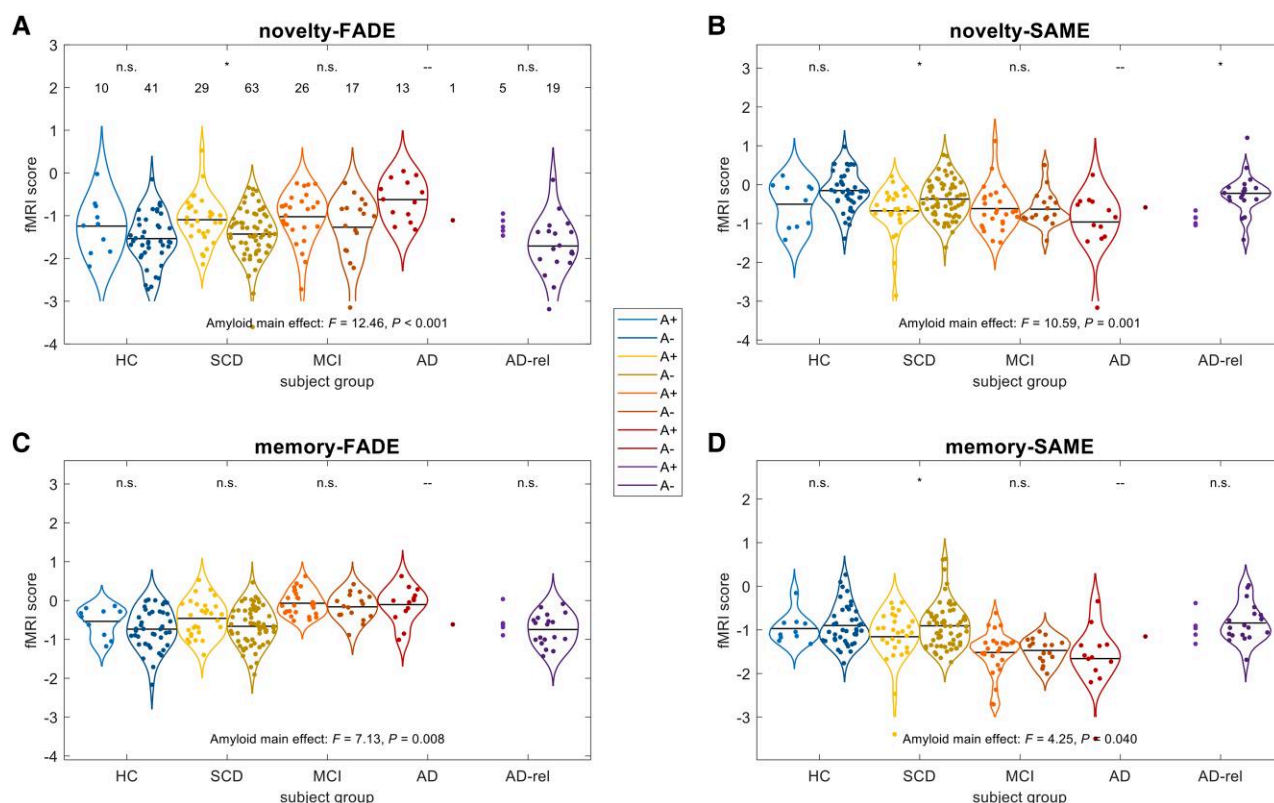 A
novelty-FADE
3
2
1
0
-1
-2
-3
-4
fMRI score
n.s.
*
n.s.
--
n.s.
10
41
29
63
26
17
13
1
5
19
Amyloid main effect: F = 12.46, P < 0.001
HC
SCD
MCI
AD
AD-rel
subject group
B
novelty-SAME
3
2
1
0
-1
-2
-3
-4
fMRI score
n.s.
*
n.s.
--
*
Amyloid main effect: F = 10.59, P = 0.001
HC
SCD
MCI
AD
AD-rel
subject group
A+
A-
A+
A-
A+
A-
A+
A-
A+
A-
C
memory-FADE
3
2
1
0
-1
-2
-3
-4
fMRI score
n.s.
n.s.
n.s.
--
n.s.
Amyloid main effect: F = 7.13, P = 0.008
HC
SCD
MCI
AD
AD-rel
subject group
D
memory-SAME
2
1
0
-1
-2
-3
fMRI score
n.s.
*
n.s.
--
n.s.
Amyloid main effect: F = 4.25, P = 0.040
HC
SCD
MCI
AD
AD-rel
subject group